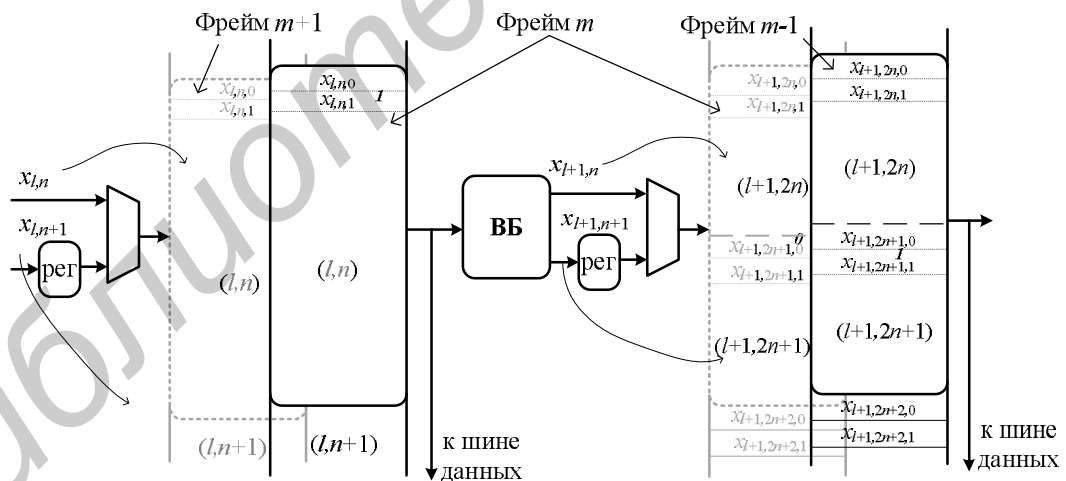 Фрейм m+1
Фрейм m
Фрейм m-1
x_{l,n,0}
x_{l,n,1}
x_{l,n,0}
x_{l,n,1}
1
x_{l+1,2n,0}
x_{l+1,2n,1}
x_{l+1,2n,0}
x_{l+1,2n,1}
x_{l,n}
x_{l,n+1}
рег
(l,n)
(l,n)
(l,n+1)
(l,n+1)
к шине
данных
ВБ
x_{l+1,n}
x_{l+1,n+1}
рег
(l+1,2n)
(l+1,2n)
0
x_{l+1,2n+1,0}
x_{l+1,2n+1,1}
x_{l+1,2n+1,0}
1
x_{l+1,2n+1,1}
(l+1,2n+1)
(l+1,2n+1)
x_{l+1,2n+2,0}
x_{l+1,2n+2,1}
x_{l+1,2n+2,0}
x_{l+1,2n+2,1}
к шине
данных
иблиоте